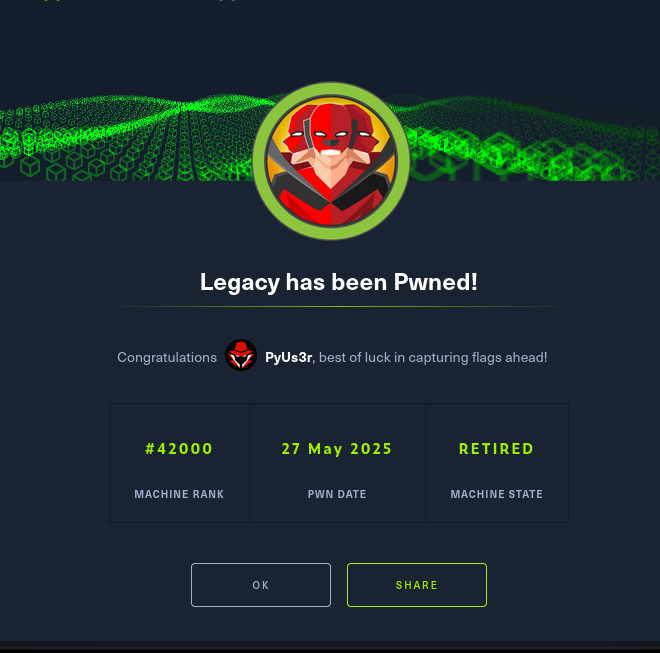 Legacy has been Pwned!
Congratulations PyUs3r, best of luck in capturing flags ahead!
#42000 27 May 2025 RETIRED
MACHINE RANK PWN DATE MACHINE STATE
OK SHARE